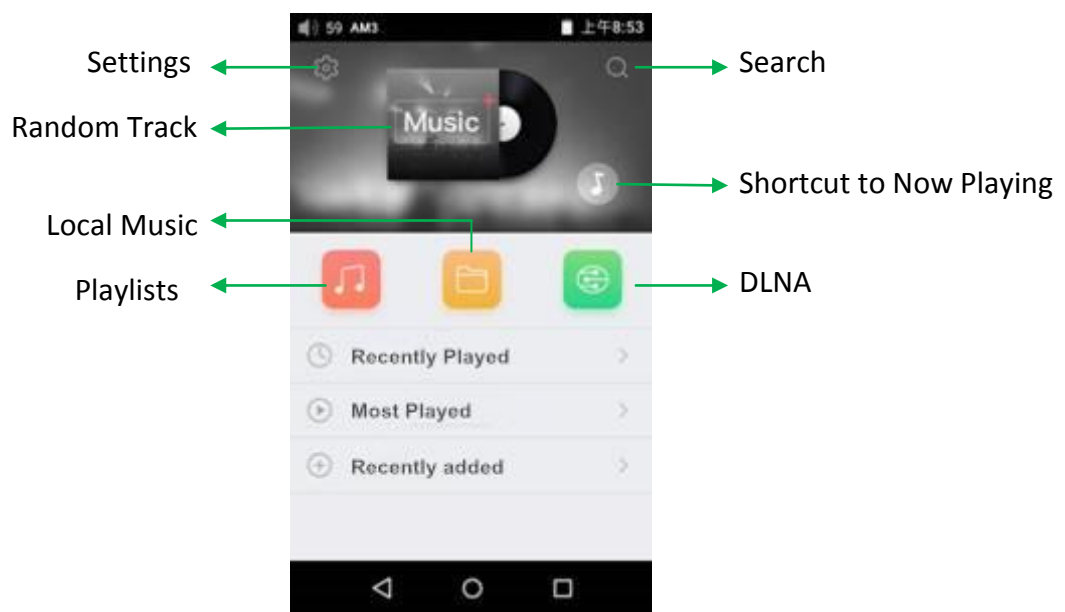 59 AM3 上午8:53
Settings
Search
Random Track
Music
Shortcut to Now Playing
Local Music
Playlists
DLNA
Recently Played
Most Played
Recently added